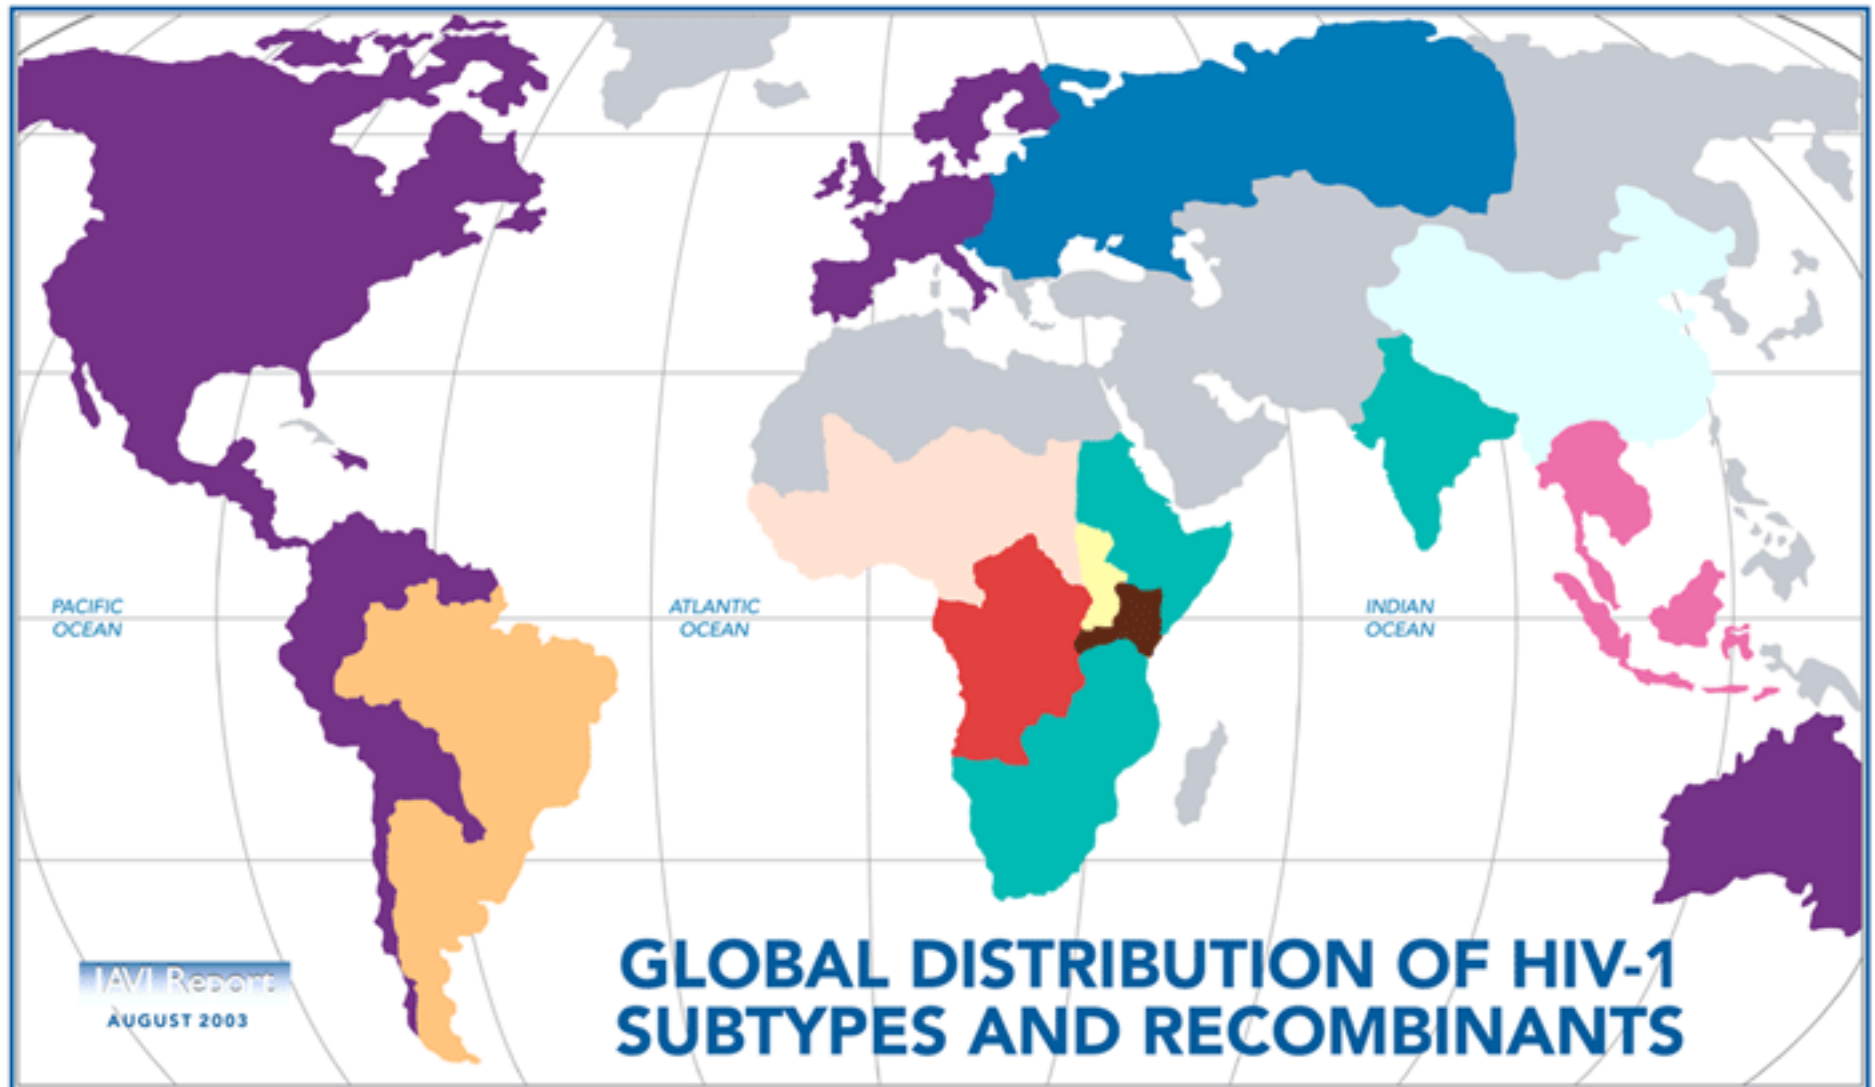 PACIFIC
OCEAN
ATLANTIC
OCEAN
INDIAN
OCEAN
IAVI Report
AUGUST 2003
GLOBAL DISTRIBUTION OF HIV-1
SUBTYPES AND RECOMBINANTS